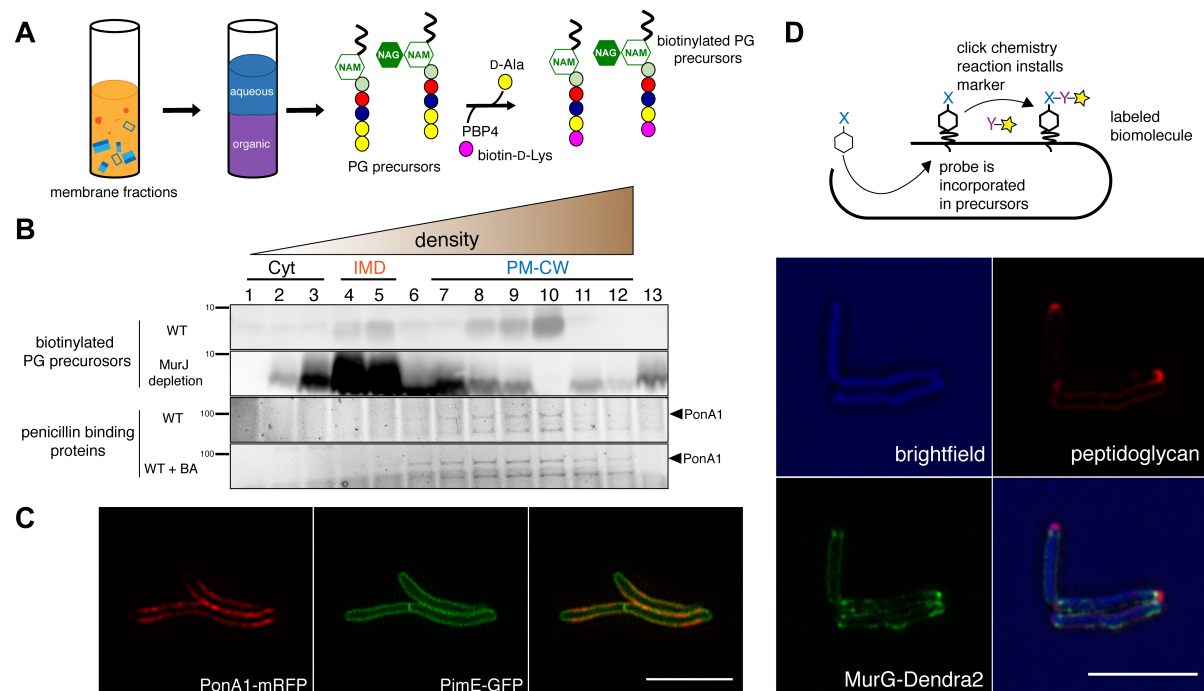 A
aqueous
organic
membrane fractions
NAM
NAG
NAM
PG precursors
D-Ala
PBP4
biotin-D-Lys
NAM
NAG
NAM
biotinylated PG
precursors
B
density
Cyt
IMD
PM-CW
1 2 3 4 5 6 7 8 9 10 11 12 13
biotinylated
PG precurosors
WT
10
MurJ
depletion
10
penicillin binding
proteins
WT
100
PonA1
WT + BA
100
PonA1
C
PonA1-mRFP
PimE-GFP
D
click chemistry
reaction installs
marker
X
X
Y
X-Y
labeled
biomolecule
probe is
incorporated
in precursors
brightfield
peptidoglycan
MurG-Dendra2